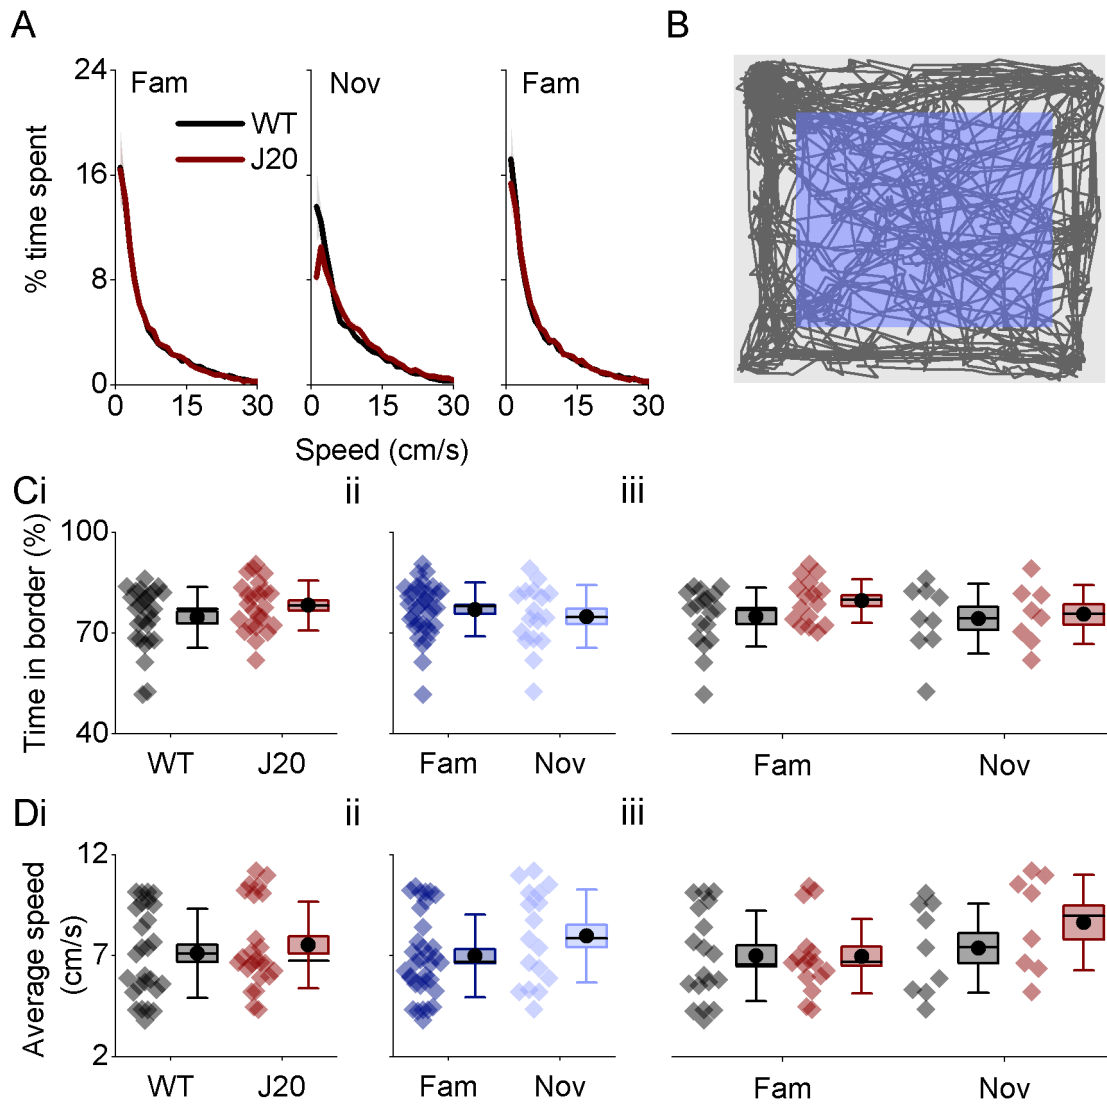 A
B
24
16
8
0
% time spent
Fam
Nov
Fam
WT
J20
0 15 30
0 15 30
0 15 30
Speed (cm/s)
Ci
ii
iii
Time in border (%)
100
70
40
WT J20
Fam Nov
Fam Nov
Di
ii
iii
Average speed
(cm/s)
12
7
2
WT J20
Fam Nov
Fam Nov